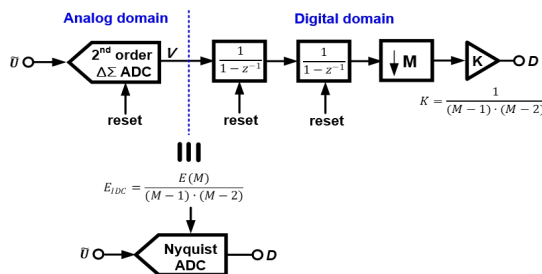 Analog domain
Digital domain
Ũ
2nd order
ΔΣ ADC
V
1
1 − z⁻¹
1
1 − z⁻¹
↓ M
K
D
reset
reset
reset
K = 1 / (M − 1) · (M − 2)
E_IDC = E(M) / (M − 1) · (M − 2)
Ũ
Nyquist
ADC
D